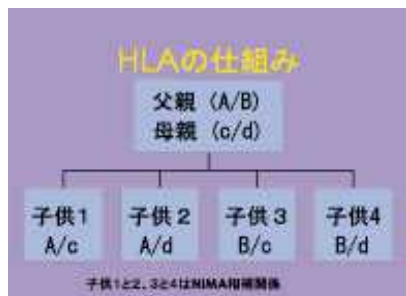 HLAの仕組み
父親 (A/B)
母親 (c/d)
子供1
A/c
子供2
A/d
子供3
B/c
子供4
B/d
子供1と2、3と4はNIMA相補関係